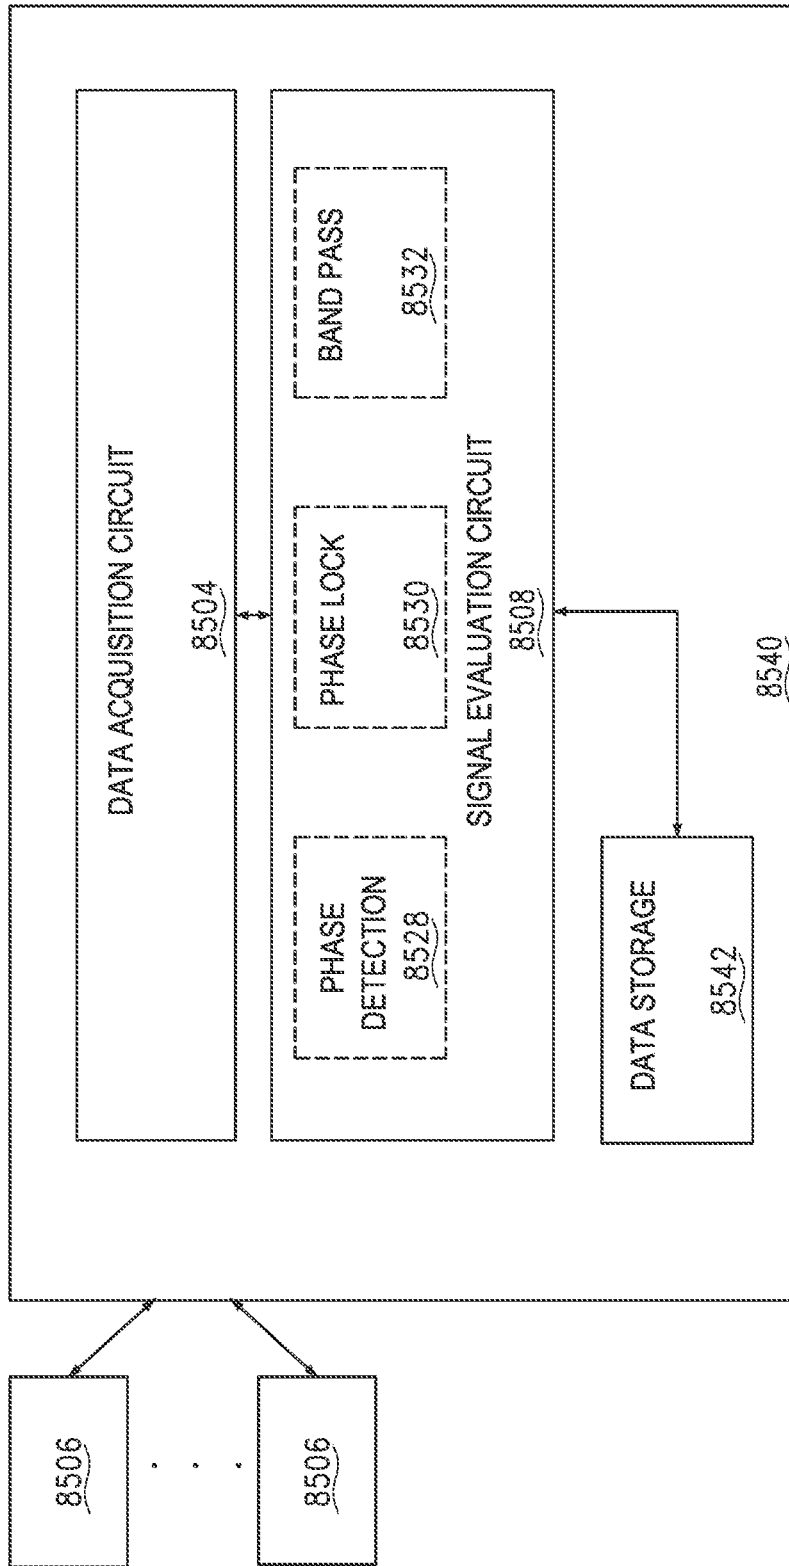 8506
8506
DATA ACQUISITION CIRCUIT
8504
PHASE
DETECTION
8528
PHASE LOCK
8530
BAND PASS
8532
SIGNAL EVALUATION CIRCUIT
8508
DATA STORAGE
8542
8540